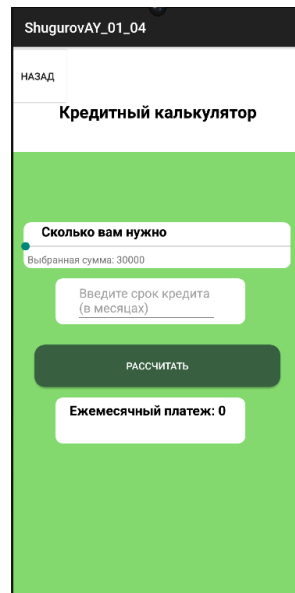 ShugurovAY_01_04
НАЗАД
Кредитный калькулятор
Сколько вам нужно
Выбранная сумма: 30000
Введите срок кредита
(в месяцах)
РАССЧИТАТЬ
Ежемесячный платеж: 0